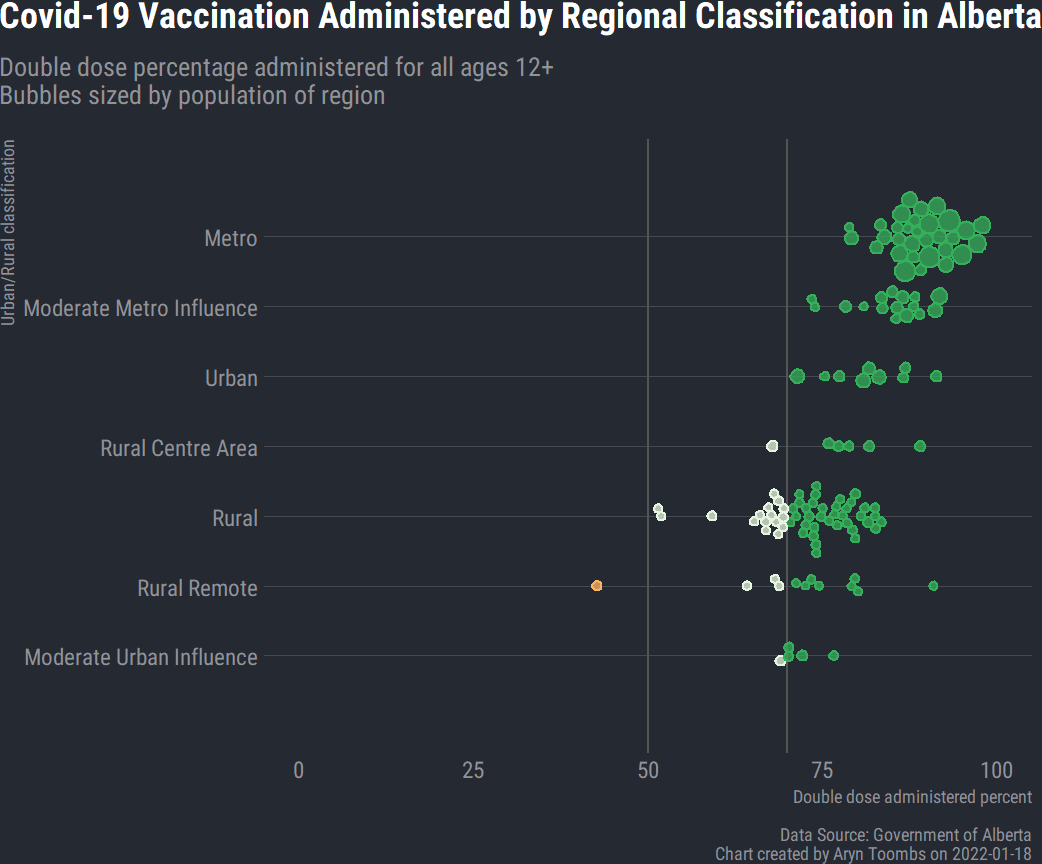 Covid-19 Vaccination Administered by Regional Classification in Alberta
Double dose percentage administered for all ages 12+
Bubbles sized by population of region
Urban/Rural classification
Metro
Moderate Metro Influence
Urban
Rural Centre Area
Rural
Rural Remote
Moderate Urban Influence
0 25 50 75 100
Double dose administered percent
Data Source: Government of Alberta
Chart created by Aryn Toombs on 2022-01-18